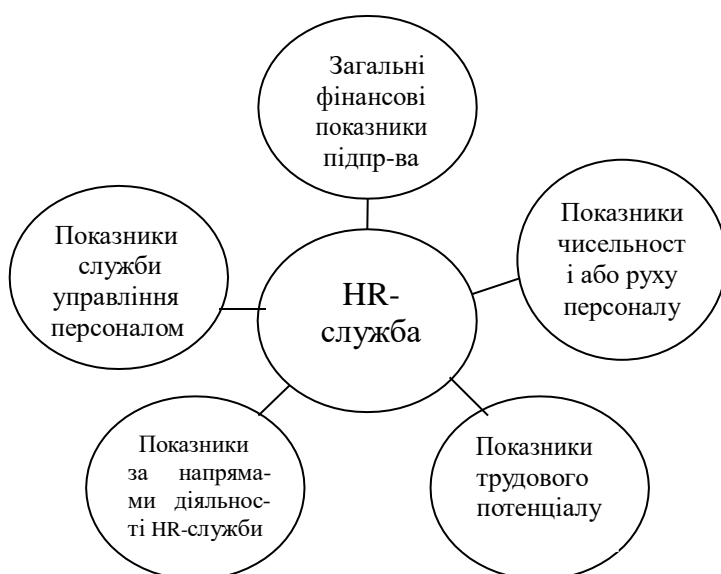 Загальні
фінансові
показники
підпр-ва
Показники
служби
управління
персоналом
HR-
служба
Показники
чисельност
і або руху
персоналу
Показники
за напряма-
ми діяльнос-
ті HR-служби
Показники
трудового
потенціалу